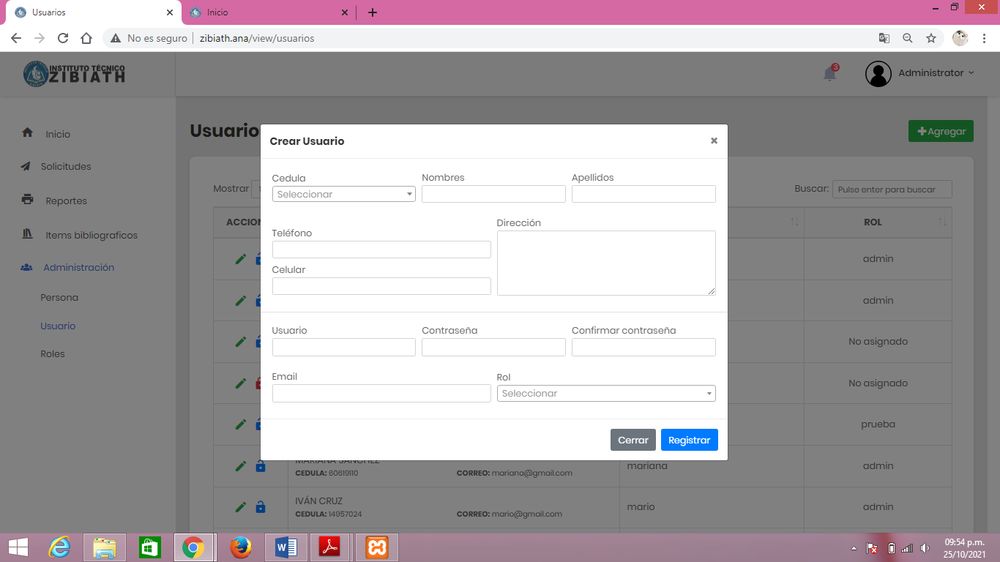 Usuarios
Inicio
No es seguro
zibiath.ana/view/usuarios
INSTITUTO TÉCNICO
ZIBIATH
3
Administrator
Inicio
Solicitudes
Reportes
Items bibliograficos
Administración
Persona
Usuario
Roles
Agregar
Mostrar
Buscar:
Pulse enter para buscar
ROL
admin
admin
No asignado
No asignado
prueba
Crear Usuario
Cedula
Seleccionar
Nombres
Apellidos
Teléfono
Dirección
Celular
Usuario
Contraseña
Confirmar contraseña
Email
Rol
Seleccionar
Cerrar
Registrar
MARIANA SANCHEZ
CEDULA: 60619110
CORREO: mariana@gmail.com
mariana
admin
IVÁN CRUZ
CEDULA: 14957024
CORREO: mario@gmail.com
mario
admin
09:54 p.m.
25/10/2021